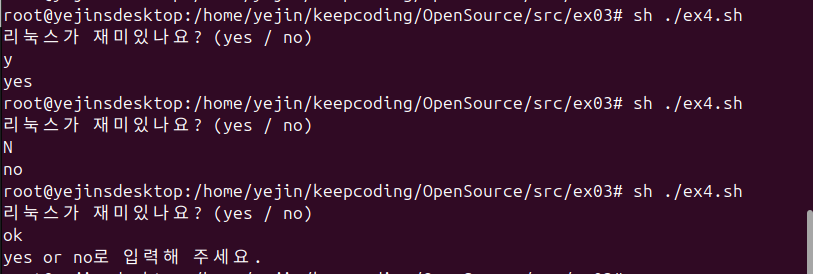 root@yejinsdesktop:/home/yejin/keepcoding/OpenSource/src/ex03# sh ./ex4.sh
리눅스가 재미있나요? (yes / no)
y
yes
root@yejinsdesktop:/home/yejin/keepcoding/OpenSource/src/ex03# sh ./ex4.sh
리눅스가 재미있나요? (yes / no)
N
no
root@yejinsdesktop:/home/yejin/keepcoding/OpenSource/src/ex03# sh ./ex4.sh
리눅스가 재미있나요? (yes / no)
ok
yes or no로 입력해 주세요.